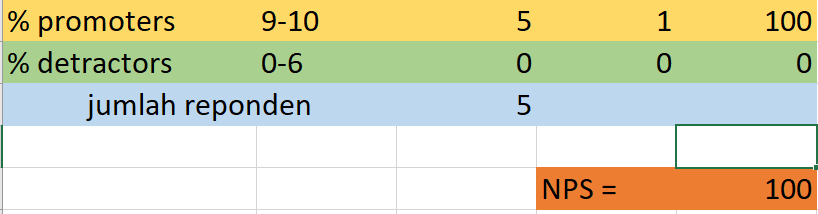 % promoters 9-10 5 1 100
% detractors 0-6 0 0 0
jumlah reponden 5
NPS = 100